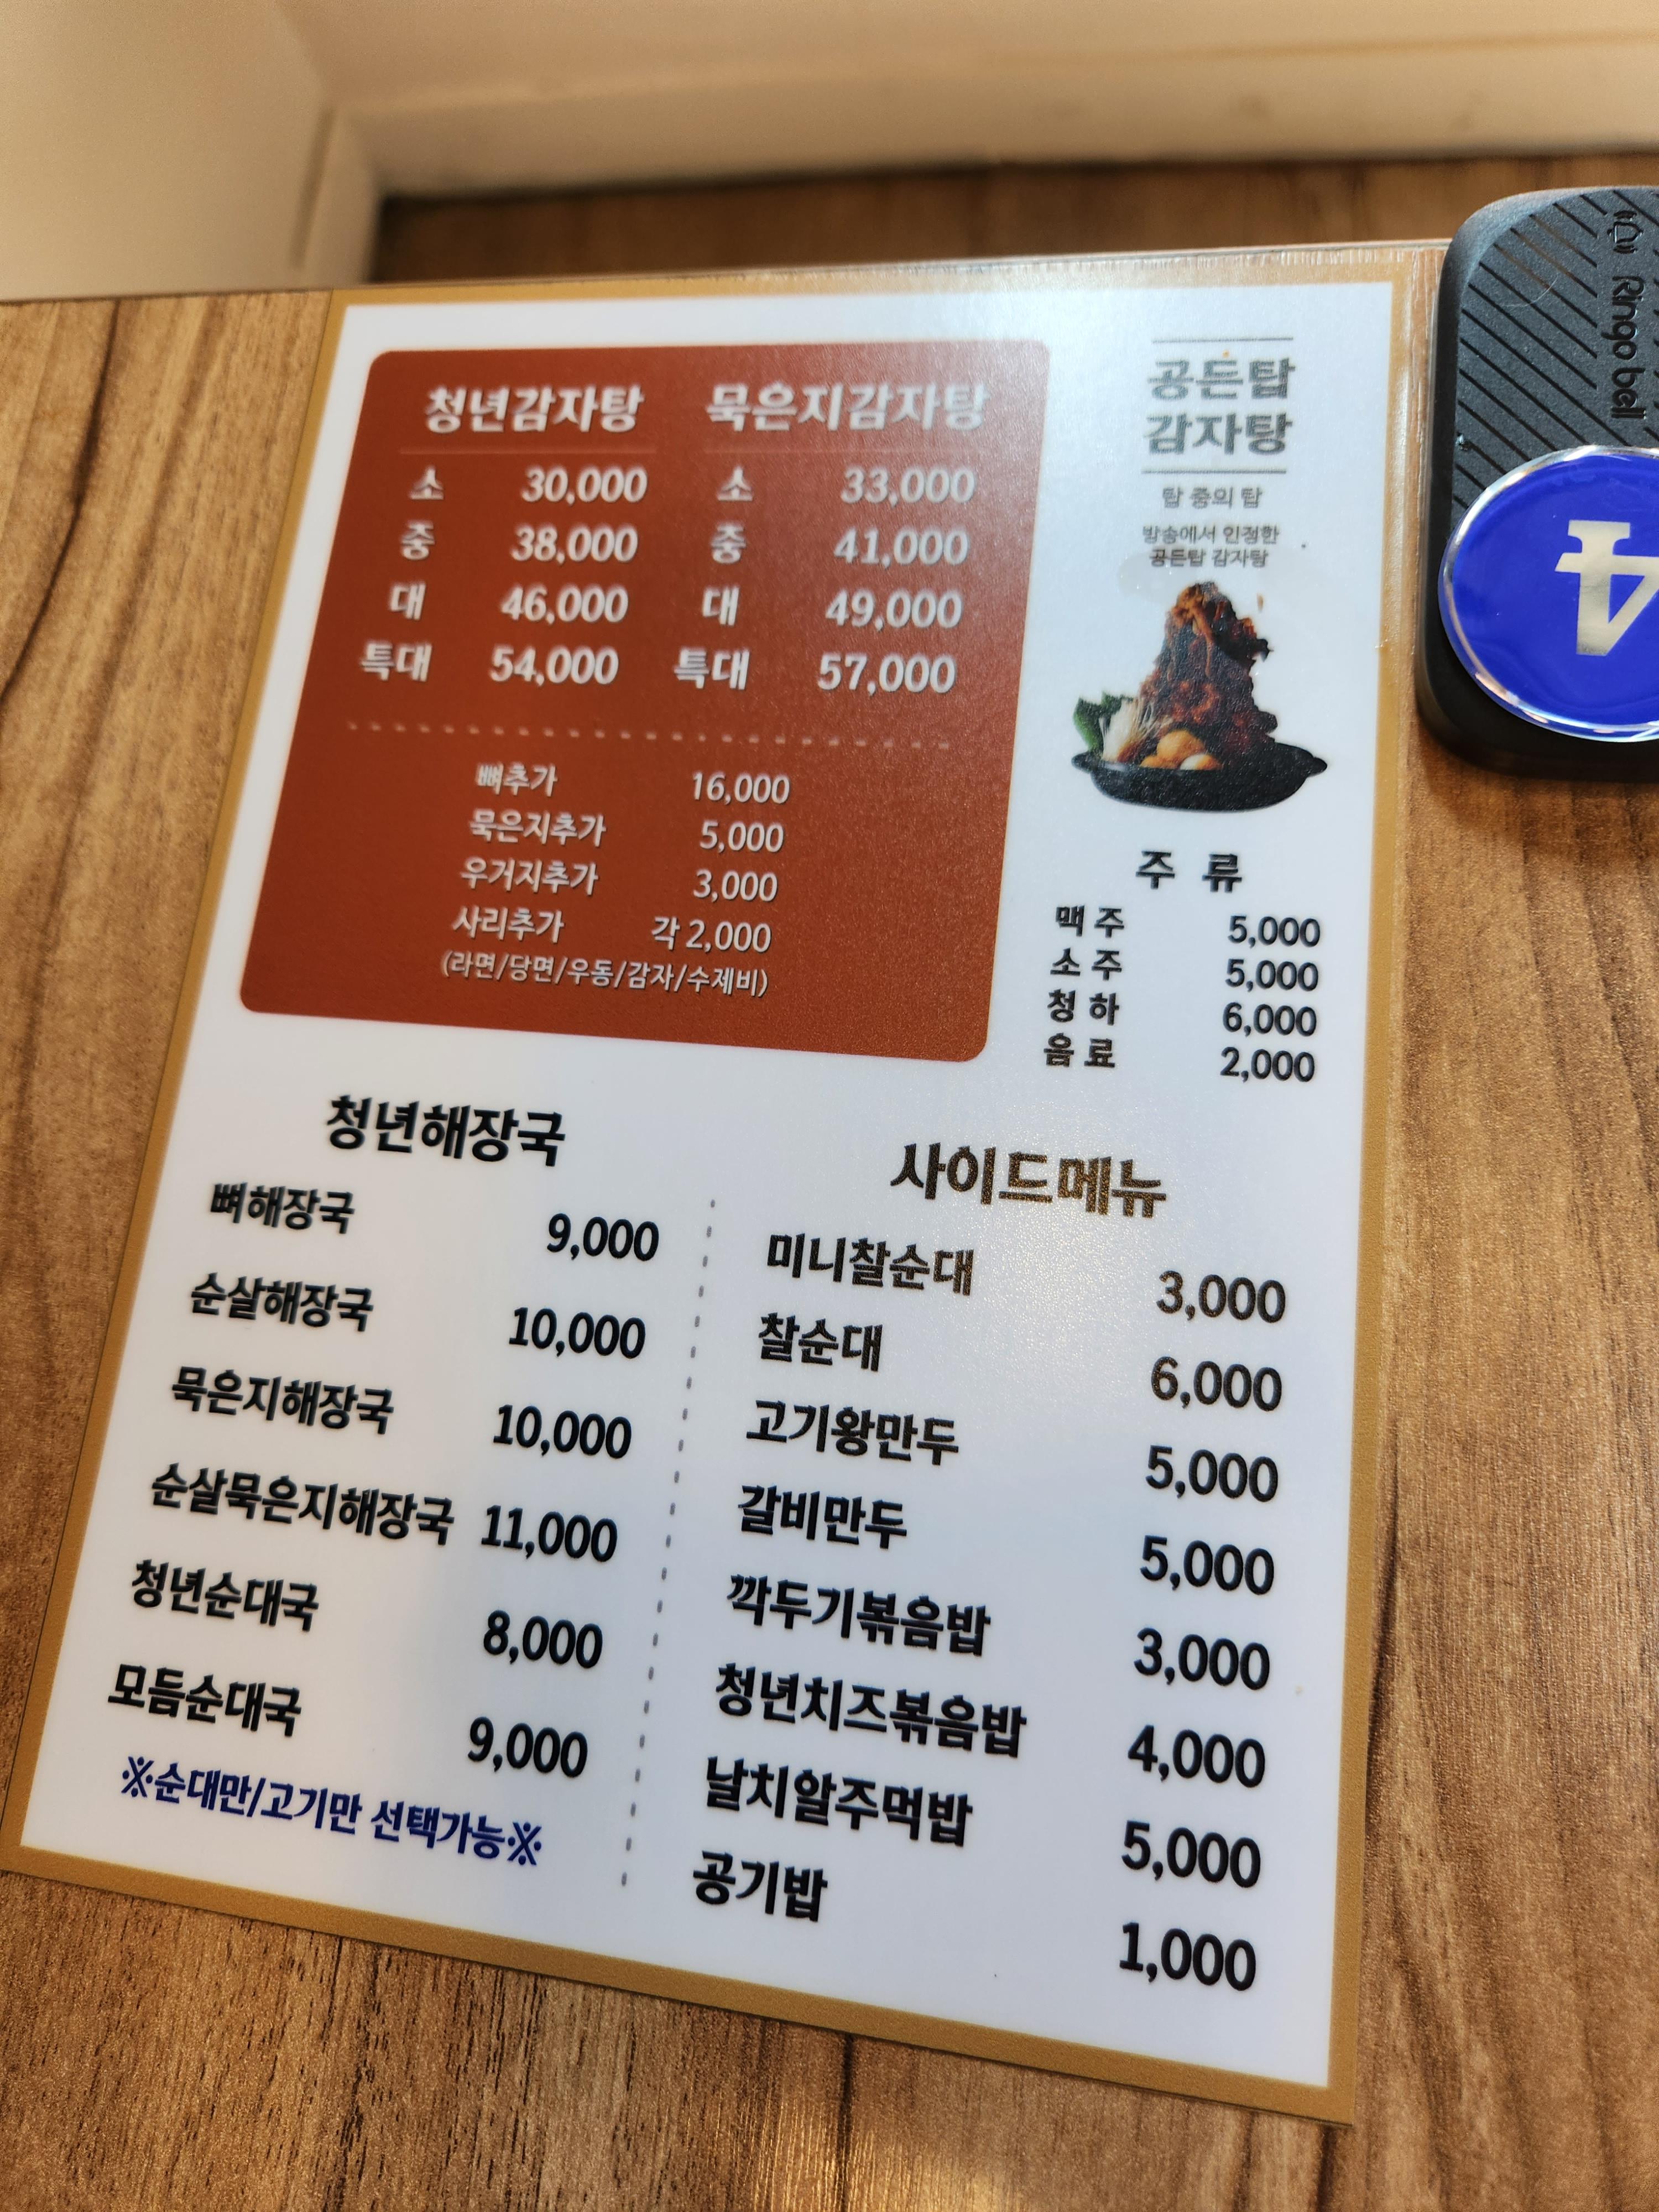 청년감자탕 묵은지감자탕
소 30,000 소 33,000
중 38,000 중 41,000
대 46,000 대 49,000
특대 54,000 특대 57,000
뼈추가 16,000
묵은지추가 5,000
우거지추가 3,000
사리추가 각 2,000
(라면/당면/우동/감자/수제비)
공든탑
감자탕
탑 중의 탑
방송에서 인정한
공든탑 감자탕
주 류
맥 주 5,000
소 주 5,000
청 하 6,000
음 료 2,000
청년해장국
뼈해장국 9,000
순살해장국 10,000
묵은지해장국 10,000
순살묵은지해장국 11,000
청년순대국 8,000
모듬순대국 9,000
※순대만/고기만 선택가능※
사이드메뉴
미니찰순대 3,000
찰순대 6,000
고기왕만두 5,000
갈비만두 5,000
깍두기볶음밥 3,000
청년치즈볶음밥 4,000
날치알주먹밥 5,000
공기밥 1,000
Ringo bell
4